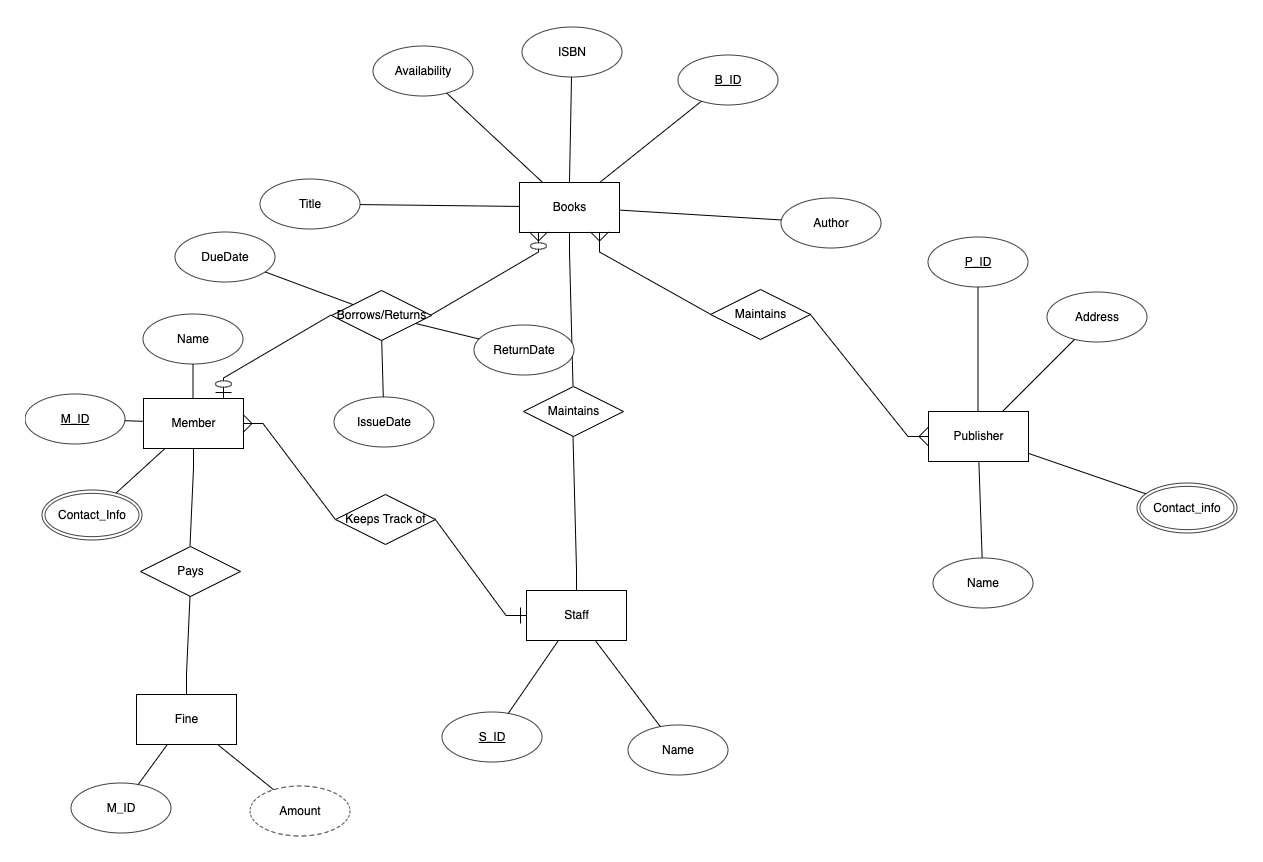 ISBN
Availability
B_ID
Title
Books
Author
DueDate
P_ID
Borrows/Returns
Maintains
Address
Name
ReturnDate
M_ID
Member
IssueDate
Maintains
Publisher
Contact_Info
Keeps Track of
Contact_info
Pays
Name
Staff
Fine
S_ID
Name
M_ID
Amount